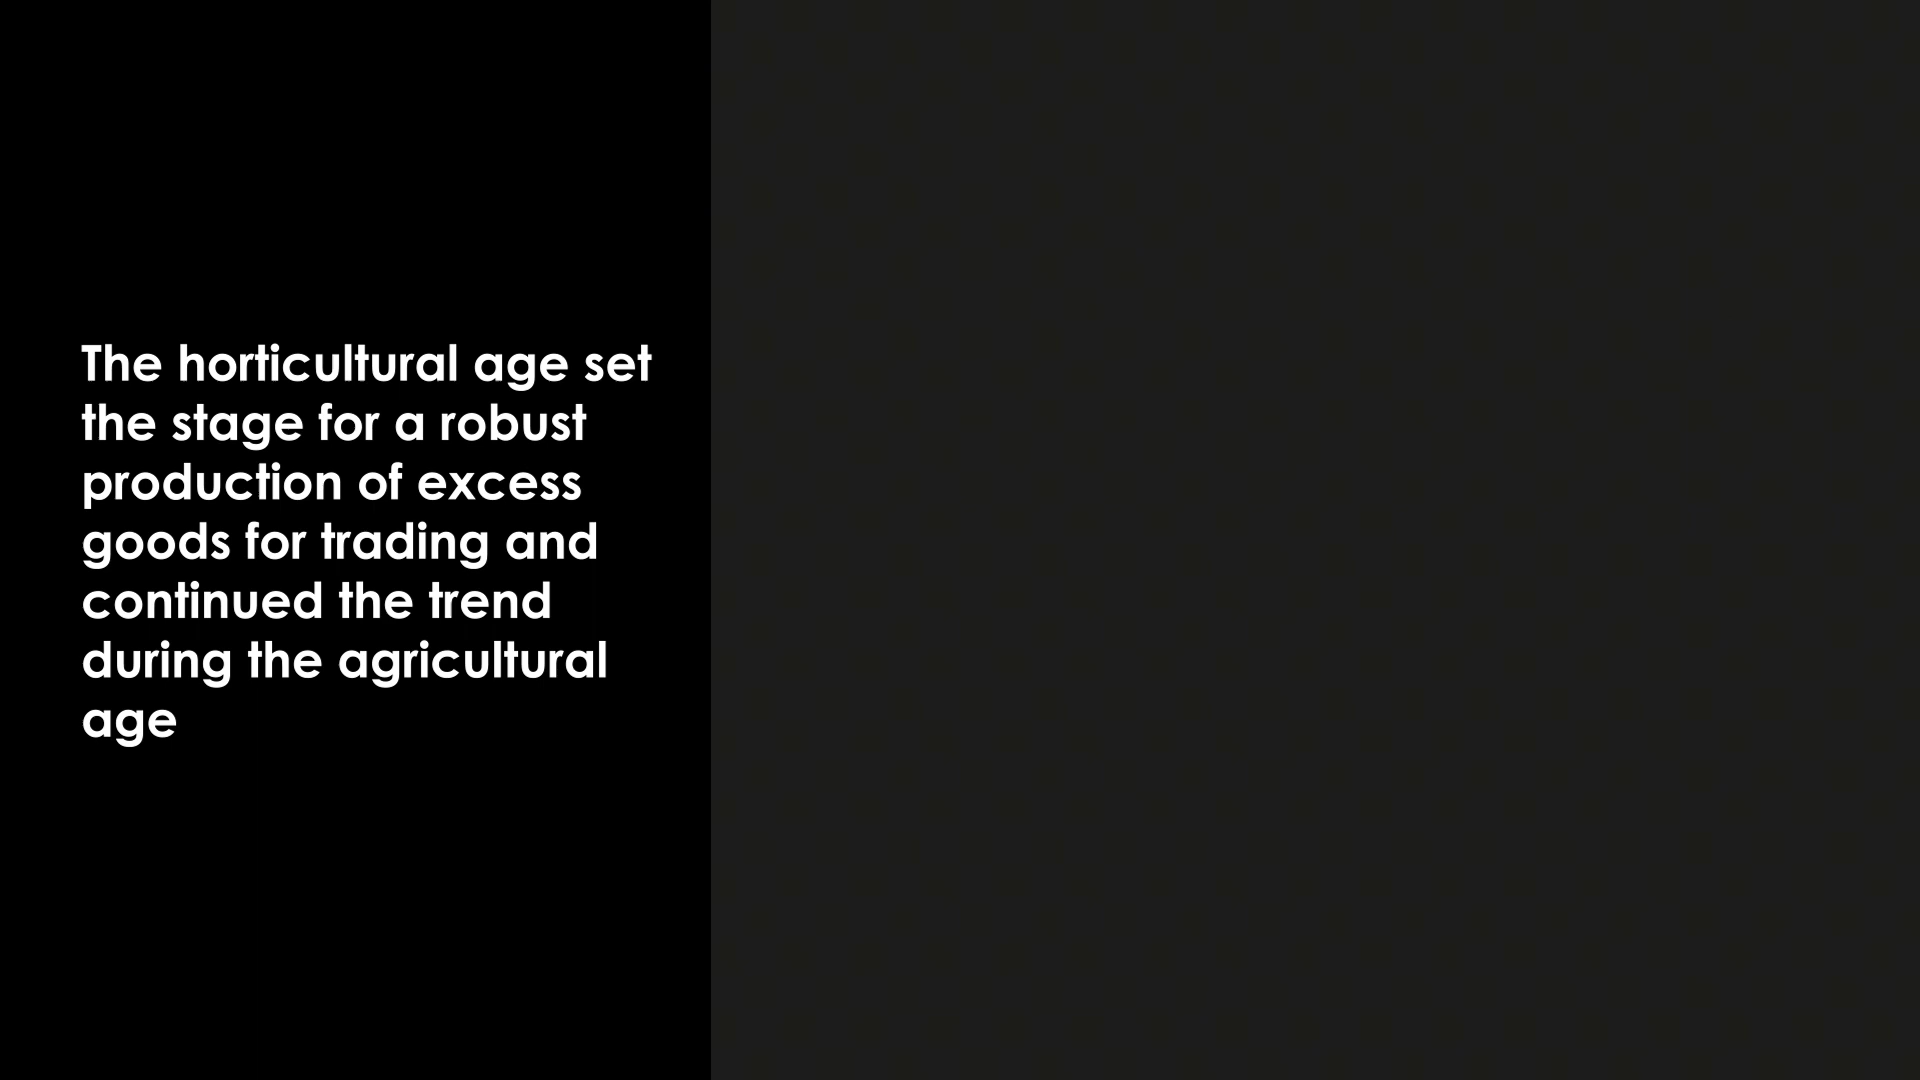 The horticultural age set
the stage for a robust
production of excess
goods for trading and
continued the trend
during the agricultural
age